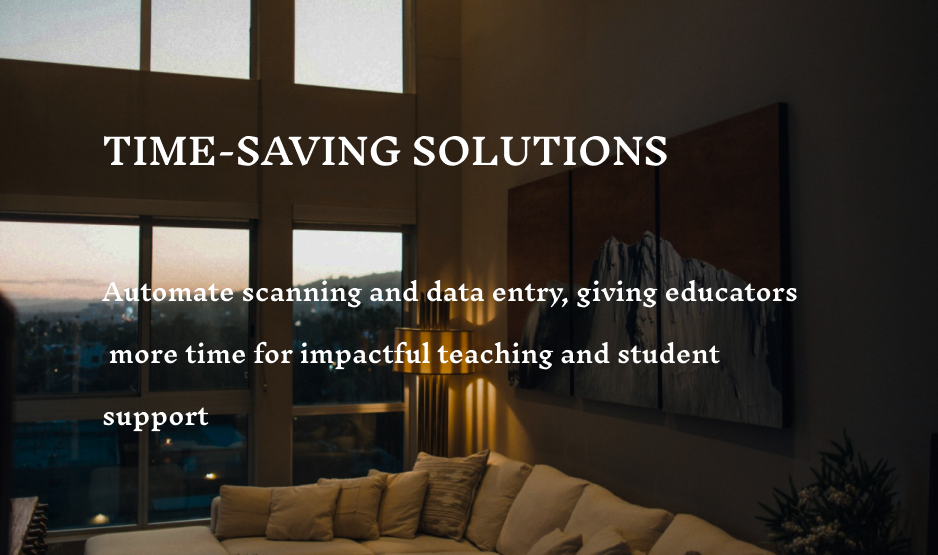 TIME-SAVING SOLUTIONS
Automate scanning and data entry, giving educators
more time for impactful teaching and student
support